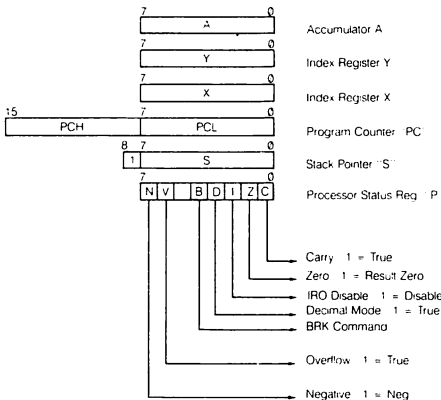 7 0
A Accumulator A
7 0
Y Index Register Y
7 0
X Index Register X
15 7 0
PCH PCL Program Counter "PC"
8 7 0
1 S Stack Pointer "S"
7 0
N V B D I Z C Processor Status Reg "P
Carry 1 = True
Zero 1 = Result Zero
IRO Disable 1 = Disable
Decimal Mode 1 = True
BRK Command
Overflow 1 = True
Negative 1 = Neg